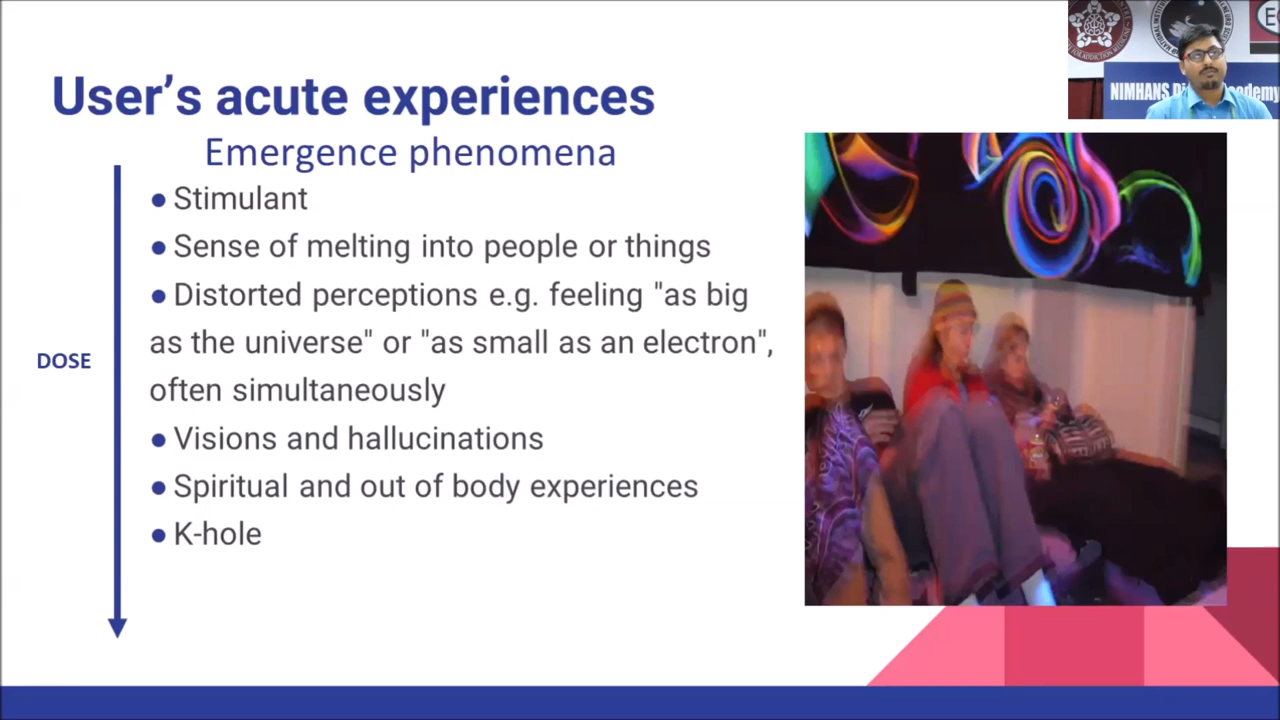 User's acute experiences
Emergence phenomena
● Stimulant
● Sense of melting into people or things
● Distorted perceptions e.g. feeling "as big
as the universe" or "as small as an electron",
often simultaneously
● Visions and hallucinations
● Spiritual and out of body experiences
● K-hole
DOSE
NIMHANS